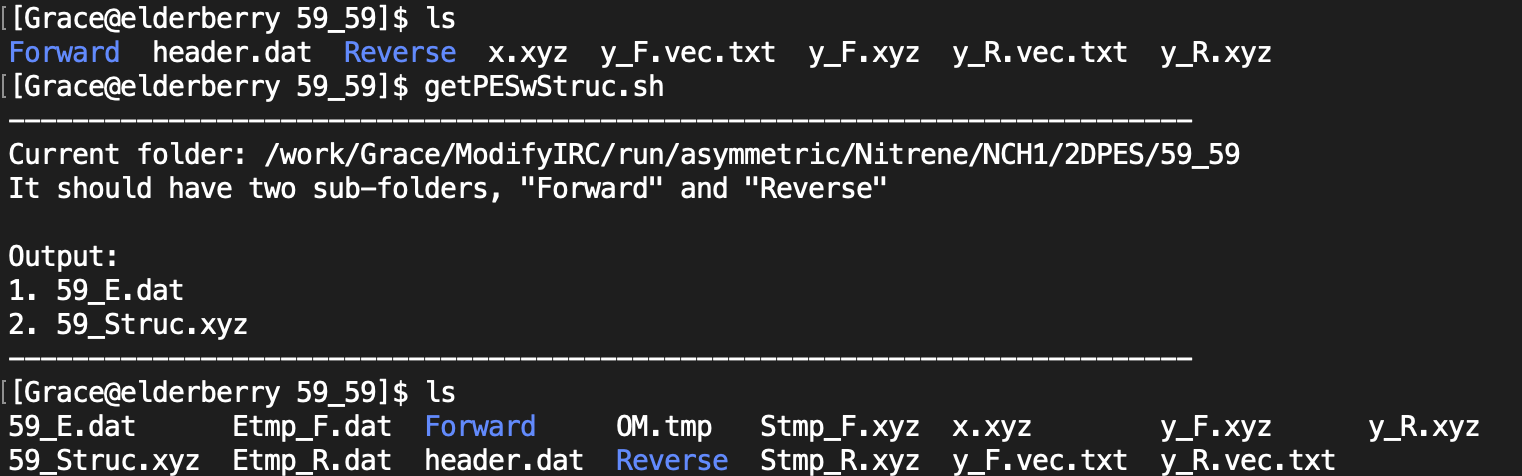 [[Grace@elderberry 59_59]$ ls
Forward  header.dat  Reverse  x.xyz  y_F.vec.txt  y_F.xyz  y_R.vec.txt  y_R.xyz
[[Grace@elderberry 59_59]$ getPESwStruc.sh
--------------------------------------------------------------------------
Current folder: /work/Grace/ModifyIRC/run/asymmetric/Nitrene/NCH1/2DPES/59_59
It should have two sub-folders, "Forward" and "Reverse"

Output:
1. 59_E.dat
2. 59_Struc.xyz
--------------------------------------------------------------------------
[[Grace@elderberry 59_59]$ ls
59_E.dat      Etmp_F.dat  Forward     OM.tmp   Stmp_F.xyz  x.xyz        y_F.xyz      y_R.xyz
59_Struc.xyz  Etmp_R.dat  header.dat  Reverse  Stmp_R.xyz  y_F.vec.txt  y_R.vec.txt